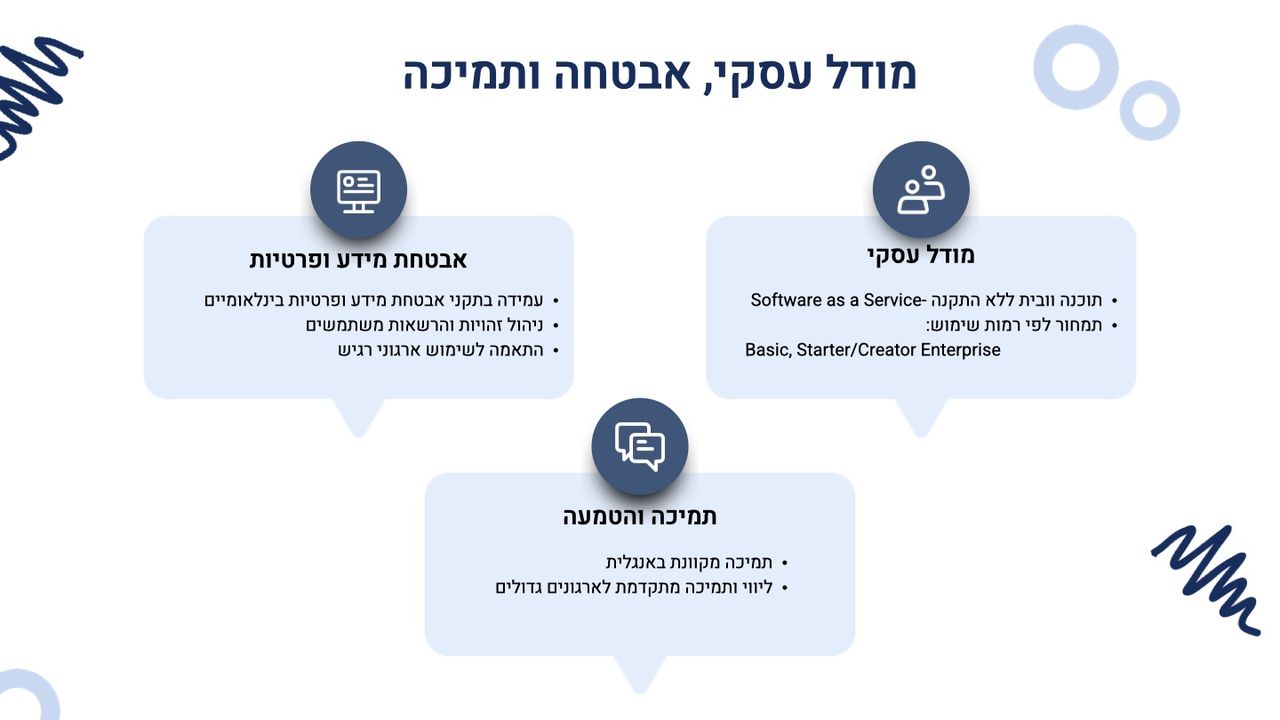 מודל עסקי, אבטחה ותמיכה
מודל עסקי
• תוכנה וובית ללא התקנה -Software as a Service
• תמחור לפי רמות שימוש:
Basic, Starter/Creator Enterprise
אבטחת מידע ופרטיות
• עמידה בתקני אבטחת מידע ופרטיות בינלאומיים
• ניהול זהויות והרשאות משתמשים
• התאמה לשימוש ארגוני רגיש
תמיכה והטמעה
• תמיכה מקוונת באנגלית
• ליווי ותמיכה מתקדמת לארגונים גדולים